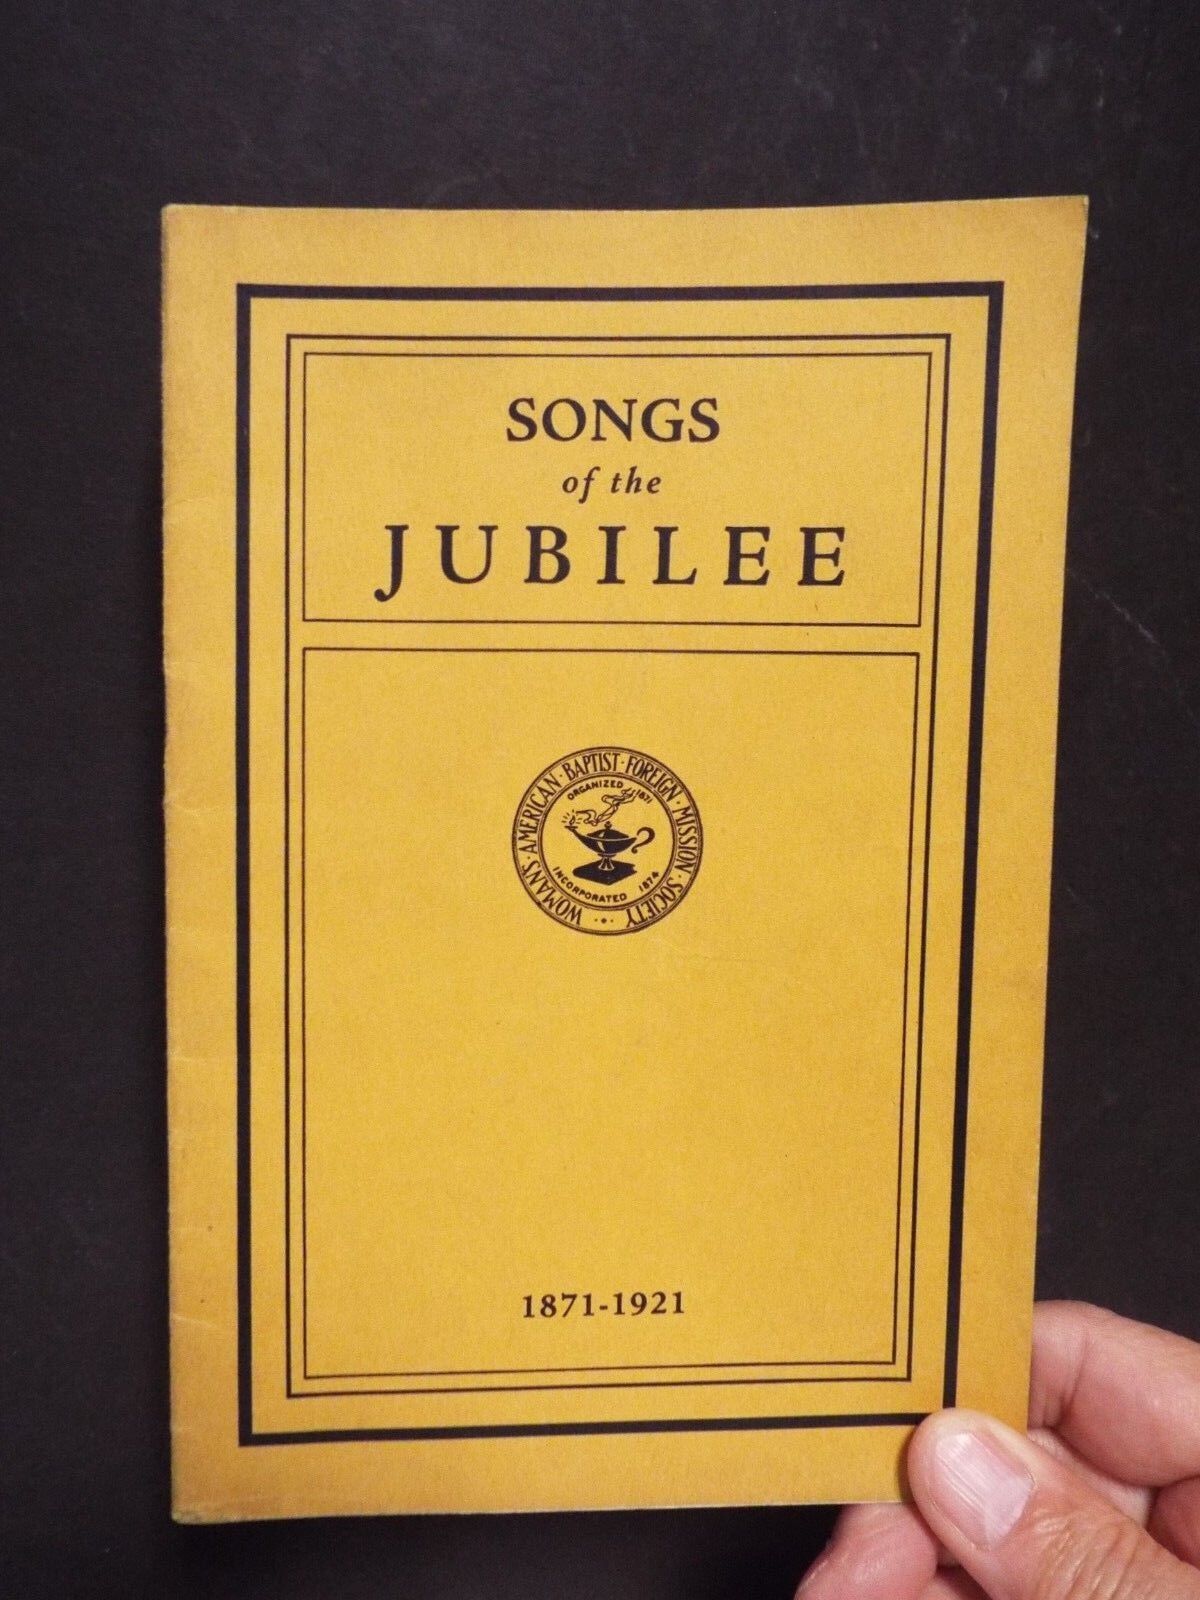 SONGS
of the
JUBILEE
WOMAN'S · AMERICAN · BAPTIST · FOREIGN · MISSION · SOCIETY
ORGANIZED 1871
INCORPORATED 1874
1871-1921